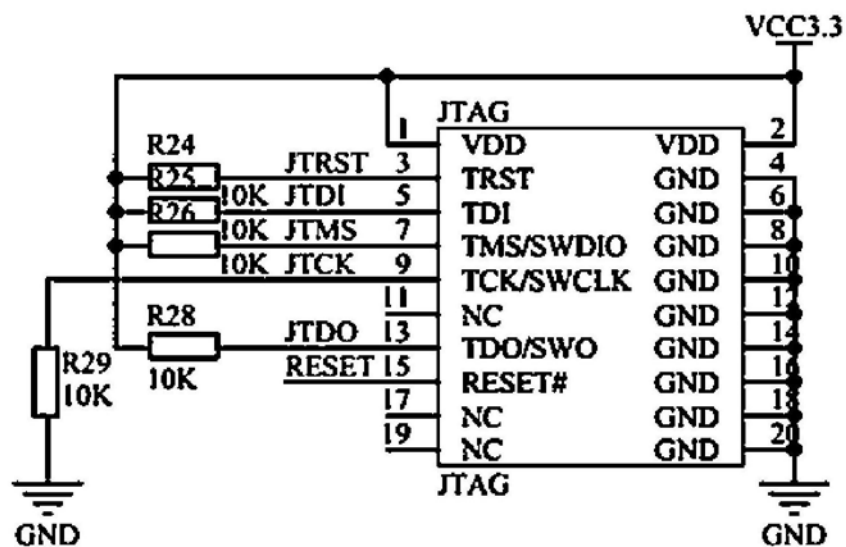 VCC3.3
JTAG
1 VDD VDD 2
R24 JTRST 3 TRST GND 4
R25 10K JTDI 5 TDI GND 6
R26 10K JTMS 7 TMS/SWDIO GND 8
10K JTCK 9 TCK/SWCLK GND 10
11 NC GND 12
R28 JTDO 13 TDO/SWO GND 14
R29 10K RESET 15 RESET# GND 16
10K 17 NC GND 18
19 NC GND 20
JTAG
GND GND